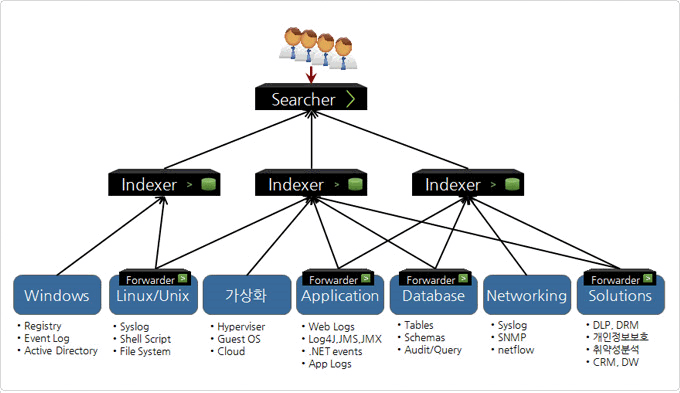 Searcher >
Indexer >
Indexer >
Indexer >
Forwarder >
Forwarder >
Forwarder >
Forwarder >
Windows
Linux/Unix
가상화
Application
Database
Networking
Solutions
• Registry
• Event Log
• Active Directory
• Syslog
• Shell Script
• File System
• Hyperviser
• Guest OS
• Cloud
• Web Logs
• Log4J,JMS,JMX
• .NET events
• App Logs
• Tables
• Schemas
• Audit/Query
• Syslog
• SNMP
• netflow
• DLP, DRM
• 개인정보보호
• 취약성분석
• CRM, DW